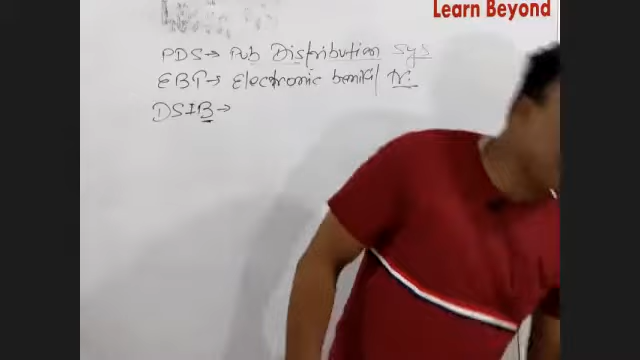 Learn Beyond
PDS→ Pub Distribution Sys
EBT→ Electronic benifit Tr.
DSIB→